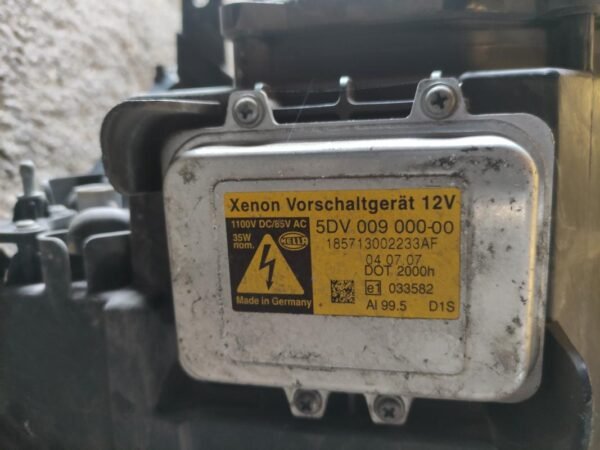 Xenon Vorschaltgerät 12V
1100V DC/85V AC
35W
nom.
HELLA
Made in Germany
5DV 009 000-00
185713002233AF
04 07 07
DOT 2000h
e1 033582
Al 99.5 D1S